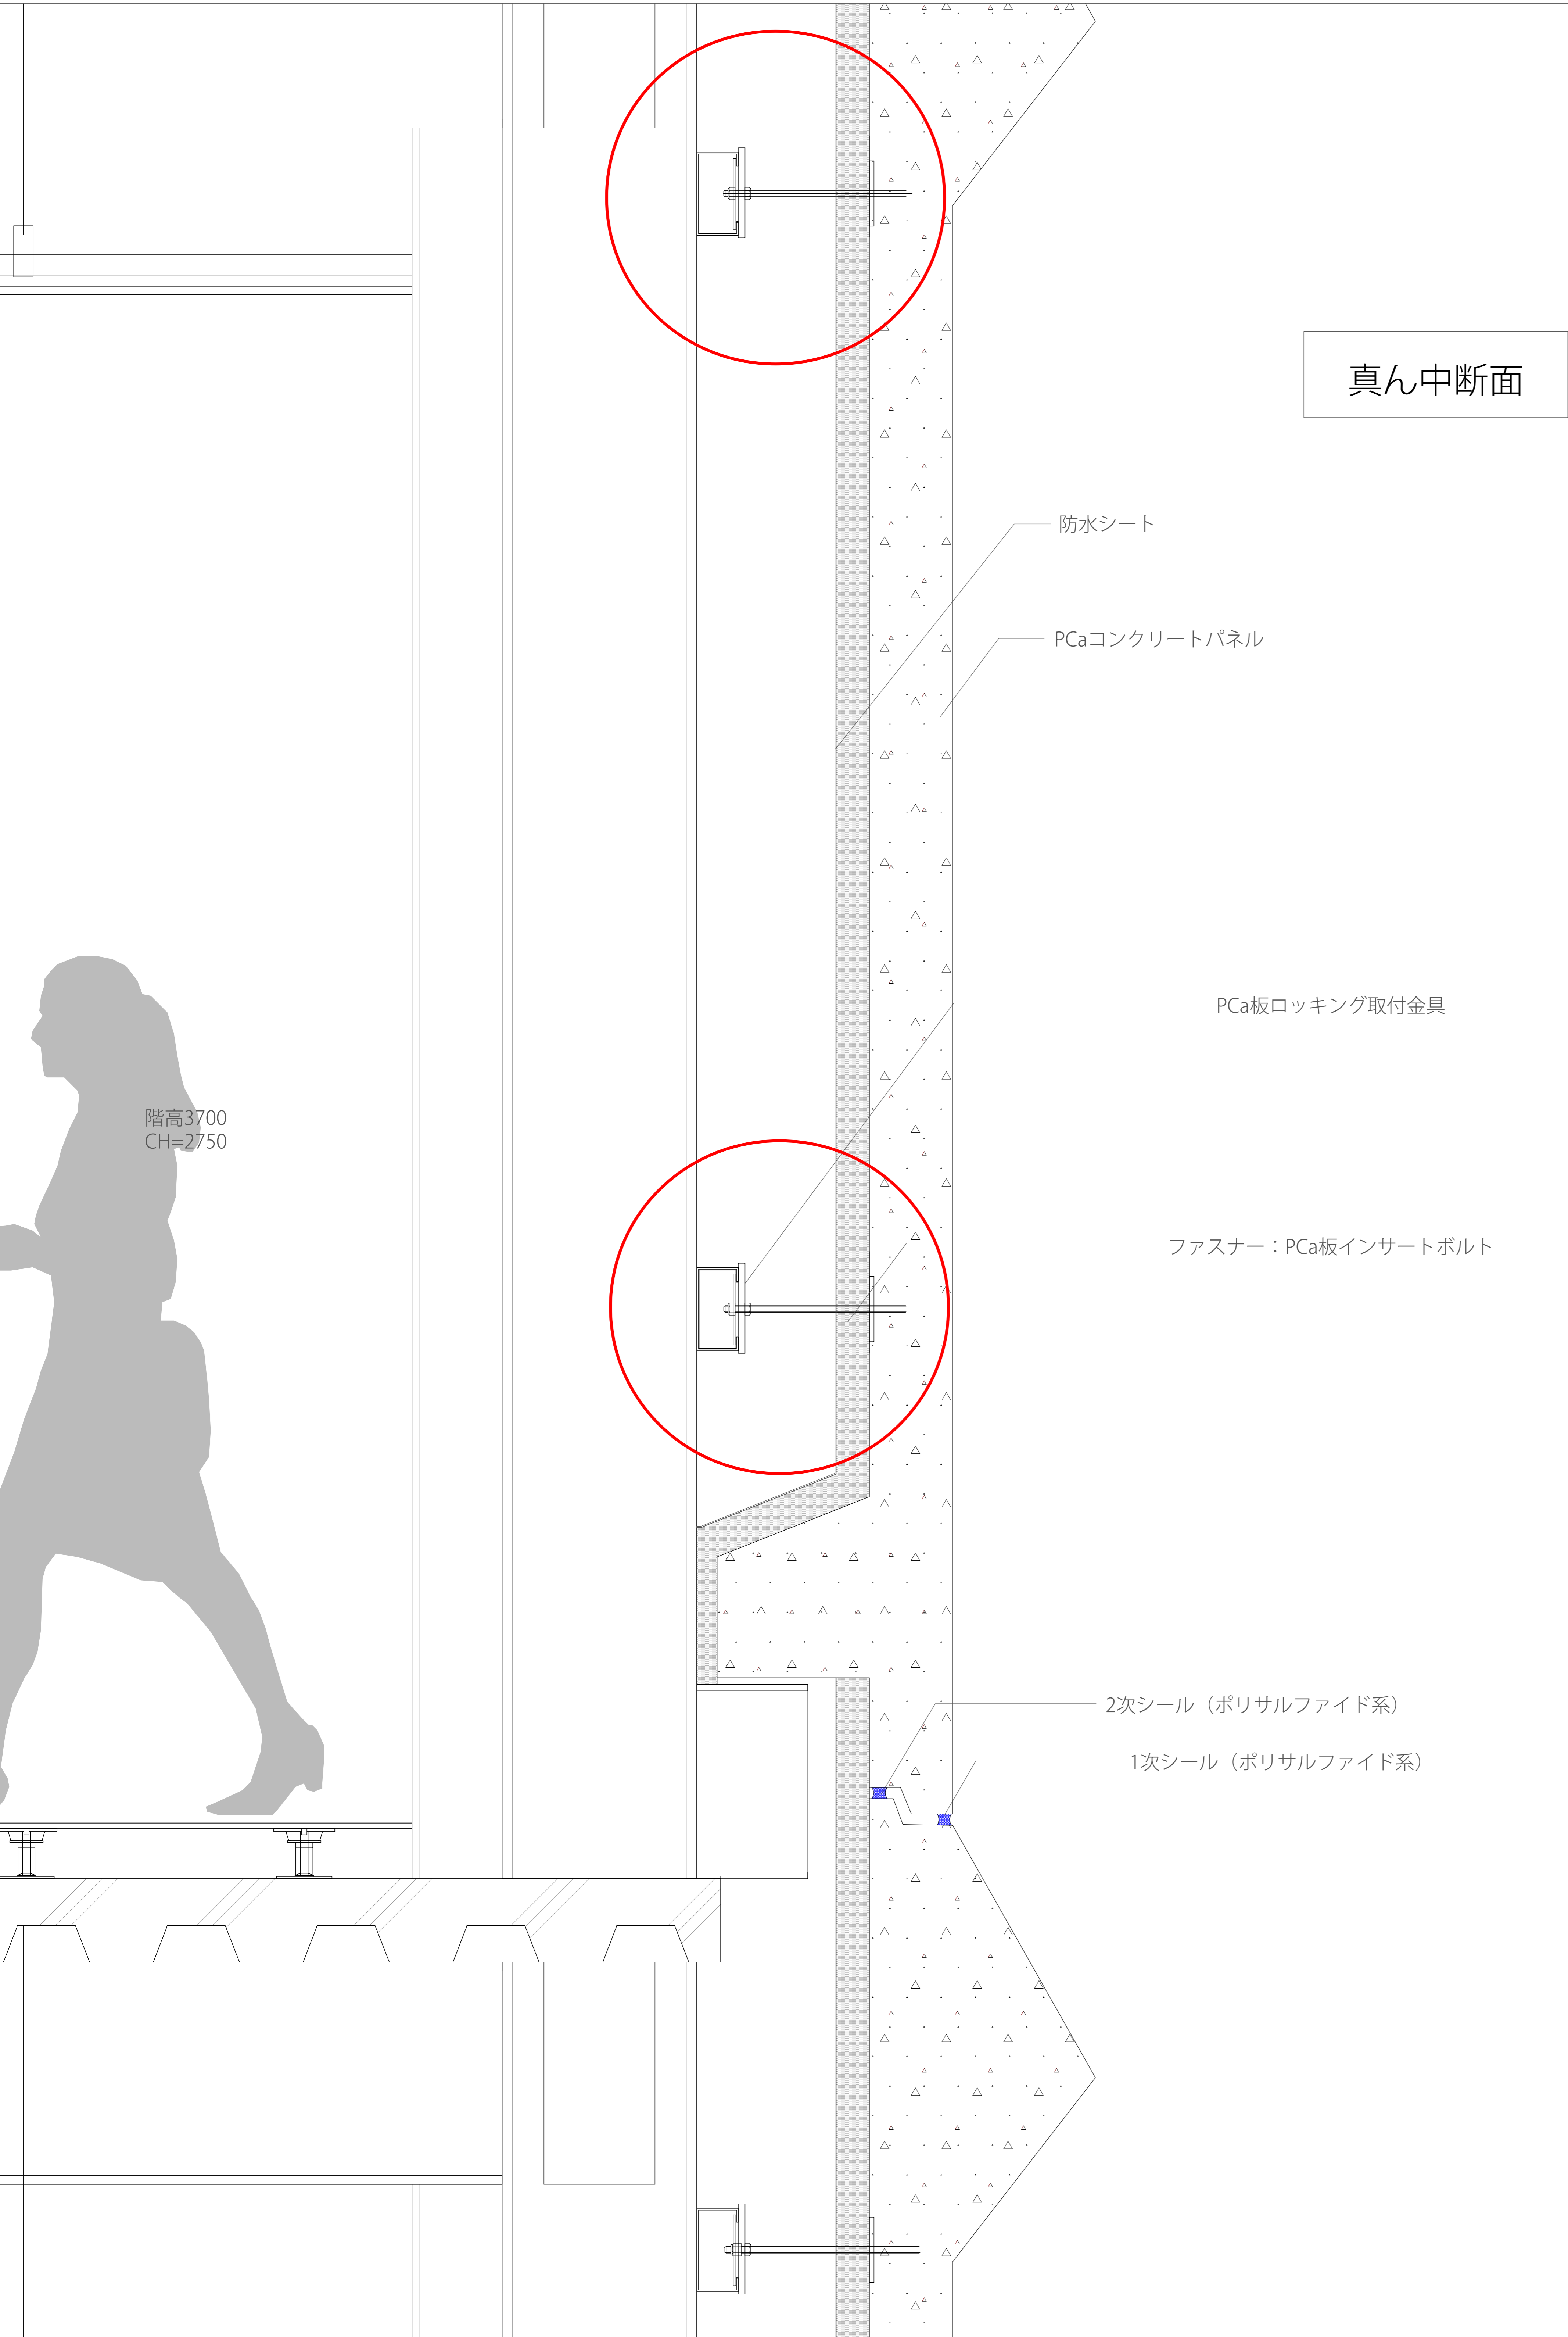 真ん中断面
防水シート
PCaコンクリートパネル
PCa板ロッキング取付金具
階高3700
CH=2750
ファスナー：PCa板インサートボルト
2次シール（ポリサルファイド系）
1次シール（ポリサルファイド系）